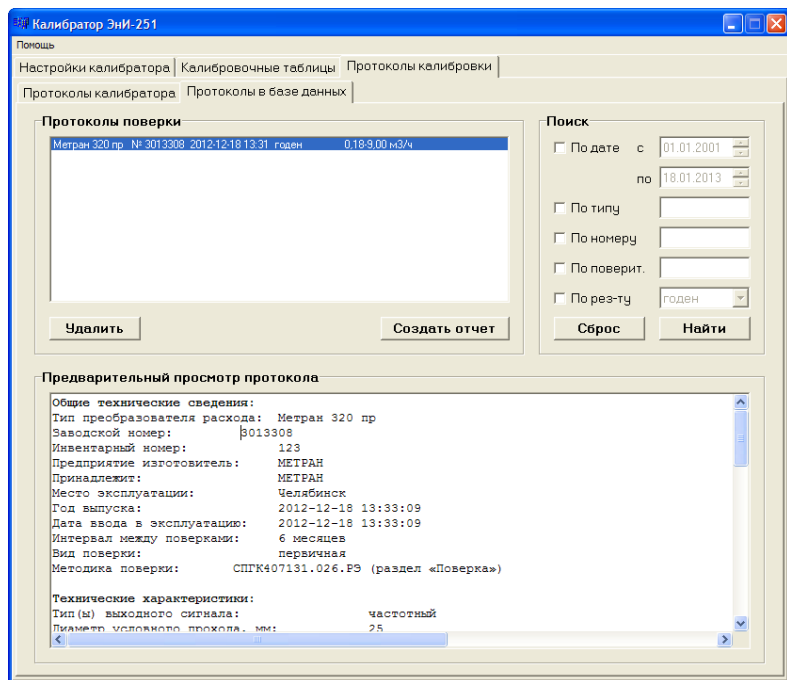 Калибратор ЭнИ-251
Помощь
Настройки калибратора Калибровочные таблицы Протоколы калибровки
Протоколы калибратора Протоколы в базе данных
Протоколы поверки
Метран 320 пр № 3013308 2012-12-18 13:31 годен 0,18-9,00 м3/ч
Удалить Создать отчет
Поиск
По дате с 01.01.2001
по 18.01.2013
По типу
По номеру
По поверит.
По рез-ту годен
Сброс Найти
Предварительный просмотр протокола
Общие технические сведения:
Тип преобразователя расхода: Метран 320 пр
Заводской номер: 3013308
Инвентарный номер: 123
Предприятие изготовитель: МЕТРАН
Принадлежит: МЕТРАН
Место эксплуатации: Челябинск
Год выпуска: 2012-12-18 13:33:09
Дата ввода в эксплуатацию: 2012-12-18 13:33:09
Интервал между поверками: 6 месяцев
Вид поверки: первичная
Методика поверки: СПГК407131.026.РЭ (раздел «Поверка»)
Технические характеристики:
Тип(ы) выходного сигнала: частотный
Диаметр условного прохода, мм: 25